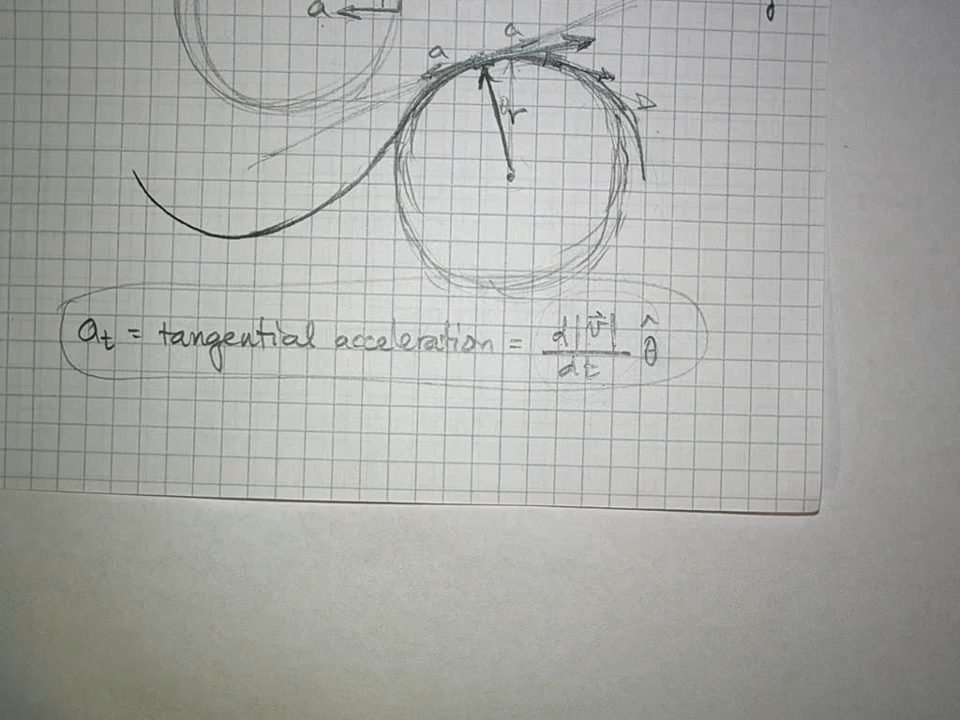 a
a
a
r
a_t = tangential acceleration = d|v⃗|/dt θ̂